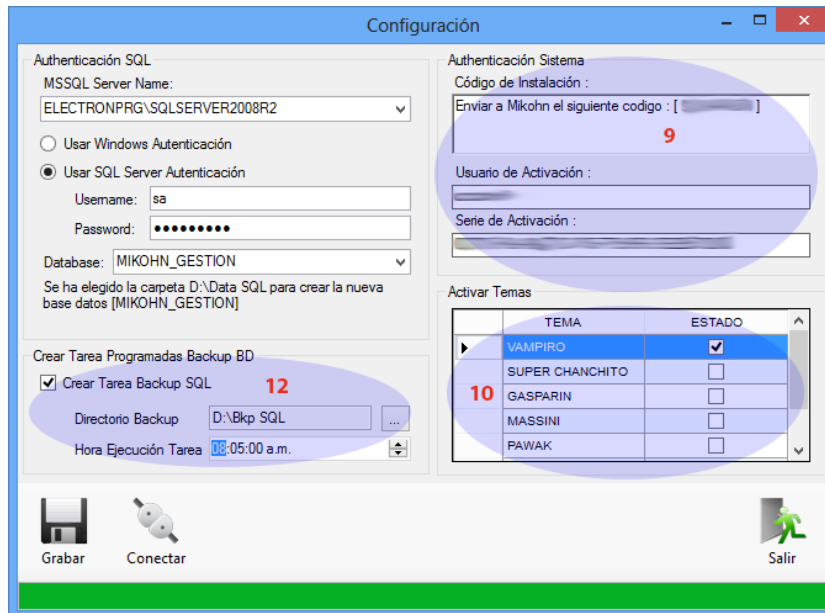 Configuración
Authenticación SQL
MSSQL Server Name:
ELECTRONPRG\SQLSERVER2008R2
Usar Windows Autenticación
Usar SQL Server Autenticación
Username: sa
Password: •••••••••
Database: MIKOHN_GESTION
Se ha elegido la carpeta D:\Data SQL para crear la nueva
base datos [MIKOHN_GESTION]
Crear Tarea Programadas Backup BD
Crear Tarea Backup SQL
12
Directorio Backup D:\Bkp SQL ...
Hora Ejecución Tarea 08:05:00 a.m.
Authenticación Sistema
Código de Instalación :
Enviar a Mikohn el siguiente codigo : [ ]
9
Usuario de Activación :
Serie de Activación :
Activar Temas
TEMA ESTADO
VAMPIRO
SUPER CHANCHITO
10 GASPARIN
MASSINI
PAWAK
Grabar Conectar Salir